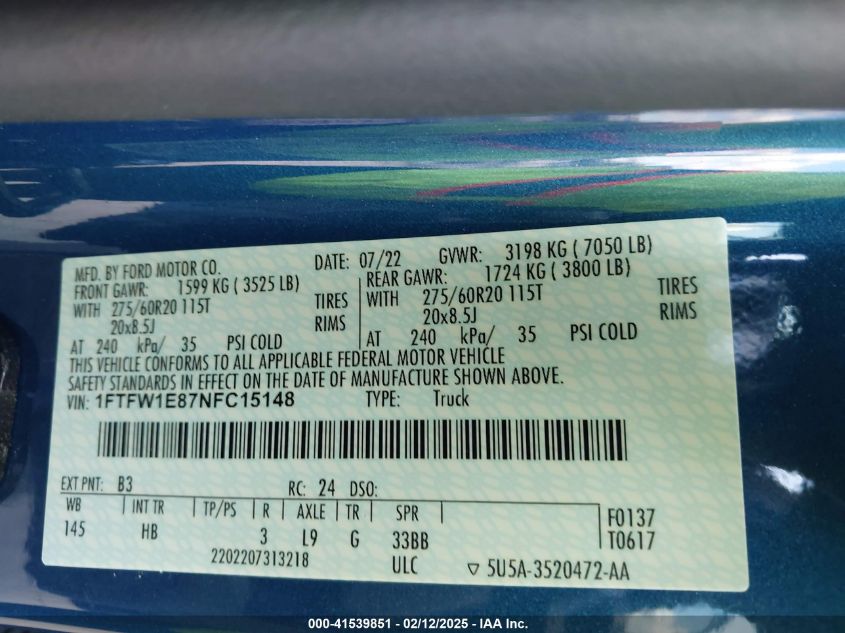 MFD. BY FORD MOTOR CO. DATE: 07/22 GVWR: 3198 KG ( 7050 LB)
FRONT GAWR: 1599 KG ( 3525 LB) REAR GAWR: 1724 KG ( 3800 LB)
WITH 275/60R20 115T TIRES WITH 275/60R20 115T TIRES
20x8.5J RIMS 20x8.5J RIMS
AT 240 kPa/ 35 PSI COLD AT 240 kPa/ 35 PSI COLD
THIS VEHICLE CONFORMS TO ALL APPLICABLE FEDERAL MOTOR VEHICLE
SAFETY STANDARDS IN EFFECT ON THE DATE OF MANUFACTURE SHOWN ABOVE.
VIN: 1FTFW1E87NFC15148 TYPE: Truck
EXT PNT: B3 RC: 24 DSO:
WB INT TR TP/PS R AXLE TR SPR F0137
145 HB 3 L9 G 33BB T0617
2202207313218 ULC ▽ 5U5A-3520472-AA
000-41539851 - 02/12/2025 - IAA Inc.